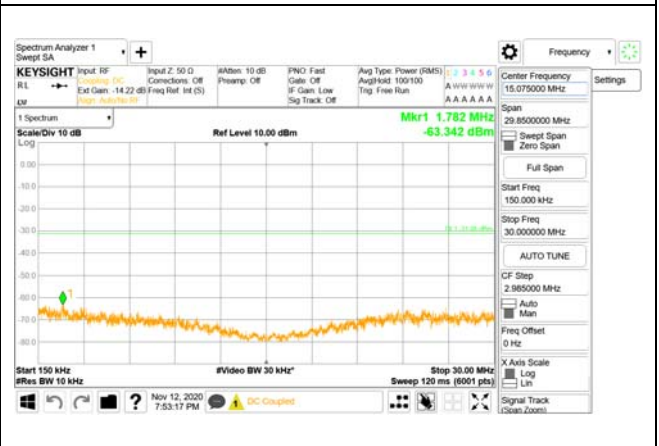 Spectrum Analyzer 1
Swept SA
+
Frequency
KEYSIGHT
RL
Input: RF
Coupling: DC
Ext Gain: -14.22 dB
Align: Auto/No RF
Input Z: 50 Ω
Corrections: Off
Freq Ref: Int (S)
#Atten: 10 dB
Preamp: Off
PNO: Fast
Gate: Off
IF Gain: Low
Sig Track: Off
Avg Type: Power (RMS)
Avg|Hold: 100/100
Trig: Free Run
1 2 3 4 5 6
A W W W W W
A A A A A A
1 Spectrum
Scale/Div 10 dB
Ref Level 10.00 dBm
Mkr1 1.782 MHz
-63.342 dBm
Log
0.00
-10.0
-20.0
-30.0
-40.0
-50.0
-60.0
-70.0
-80.0
1
Start 150 kHz
#Res BW 10 kHz
#Video BW 30 kHz*
Stop 30.00 MHz
Sweep 120 ms (6001 pts)
Nov 12, 2020
7:53:17 PM
DC Coupled
Center Frequency
15.075000 MHz
Settings
Span
29.8500000 MHz
Swept Span
Zero Span
Full Span
Start Freq
150.000 kHz
Stop Freq
30.000000 MHz
AUTO TUNE
CF Step
2.985000 MHz
Auto
Man
Freq Offset
0 Hz
X Axis Scale
Log
Lin
Signal Track
(Span Zoom)